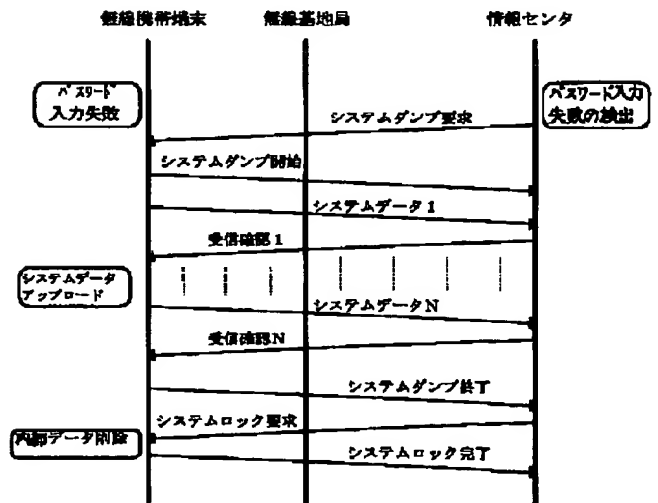 無線携帯端末 無線基地局 情報センタ
パスワード
入力失敗
パスワード入力
失敗の検出
システムダンプ要求
システムダンプ開始
システムデータ1
受信確認1
システムデータ
アップロード
システムデータN
受信確認N
システムダンプ終了
システムロック要求
内部データ削除
システムロック完了